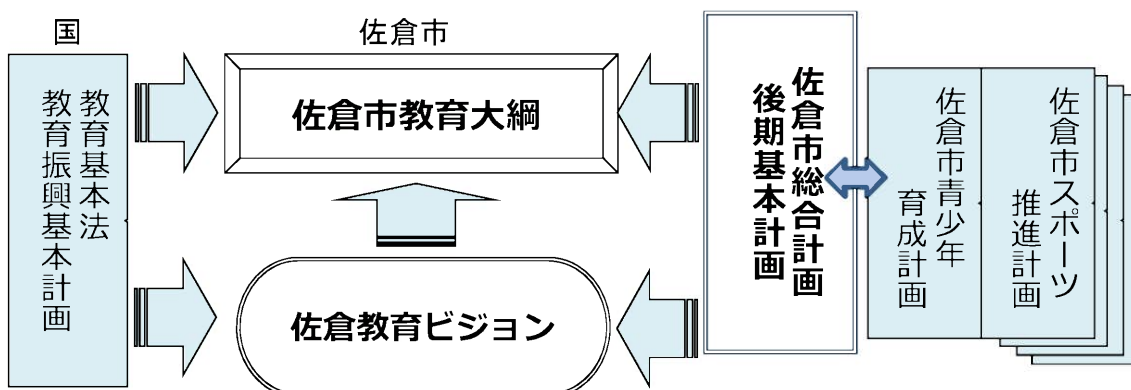 国
佐倉市
教育基本法
教育振興基本計画
佐倉市教育大綱
佐倉教育ビジョン
佐倉市総合計画
後期基本計画
佐倉市青少年
育成計画
佐倉市スポーツ
推進計画